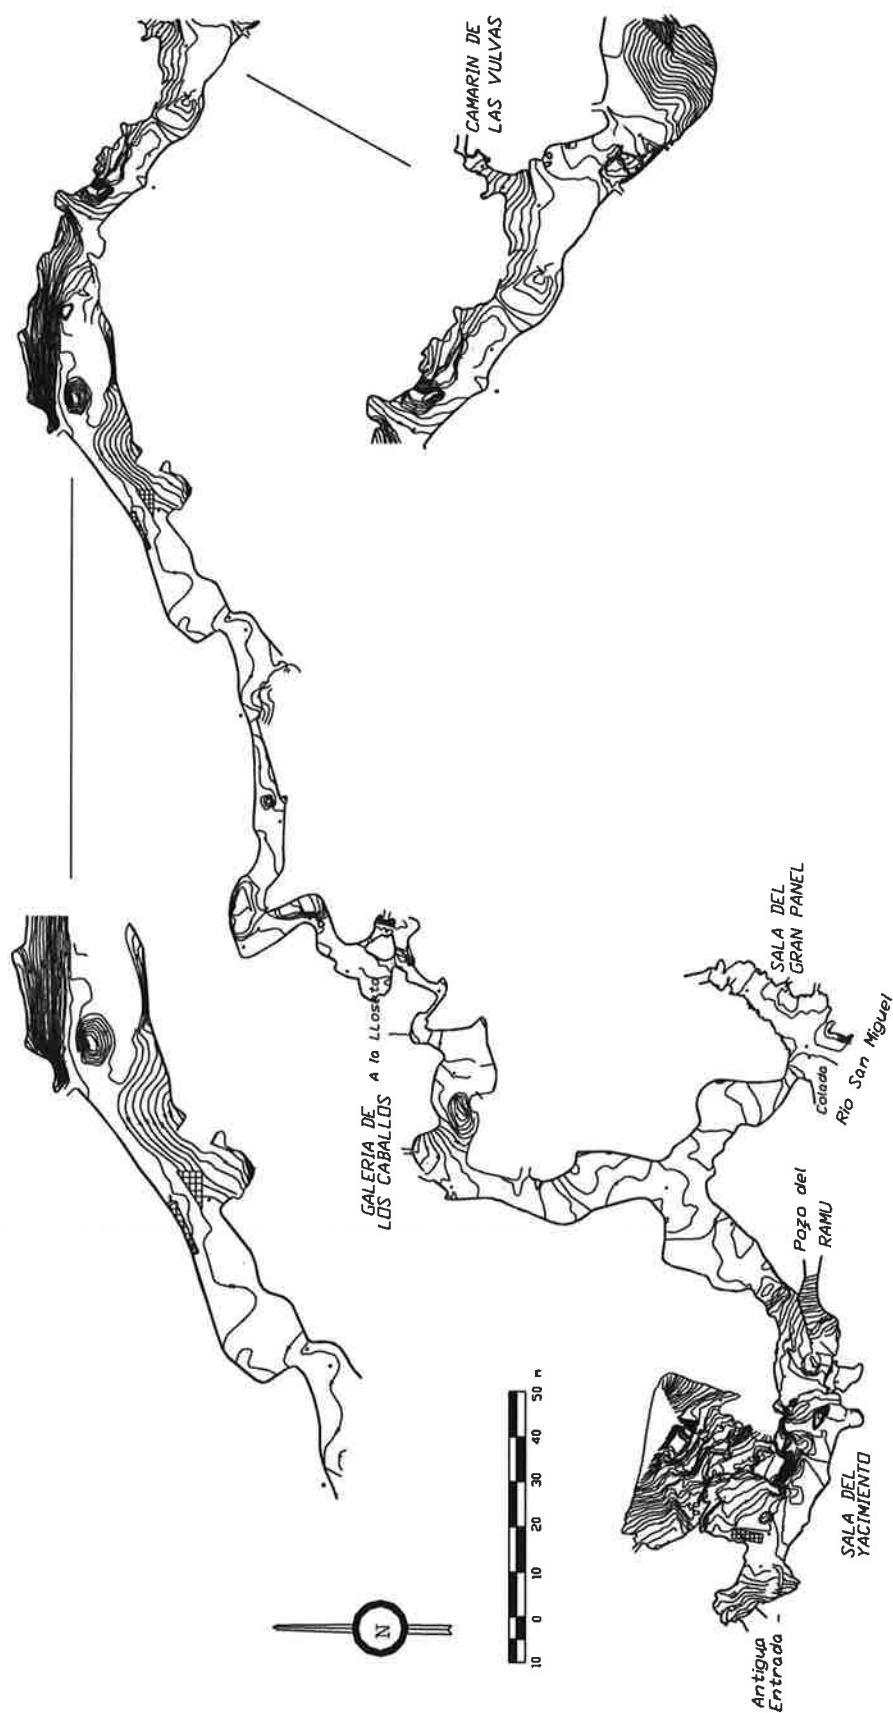 CAMARIN DE
LAS VULVAS
GALERIA DE
LOS CABALLOS
A la LLoseta
SALA DEL
GRAN PANEL
Colada
Rio San Miguel
Pozo del
RAMU
SALA DEL
YACIMIENTO
Antigua
Entrada
10 0 10 20 30 40 50 m
N